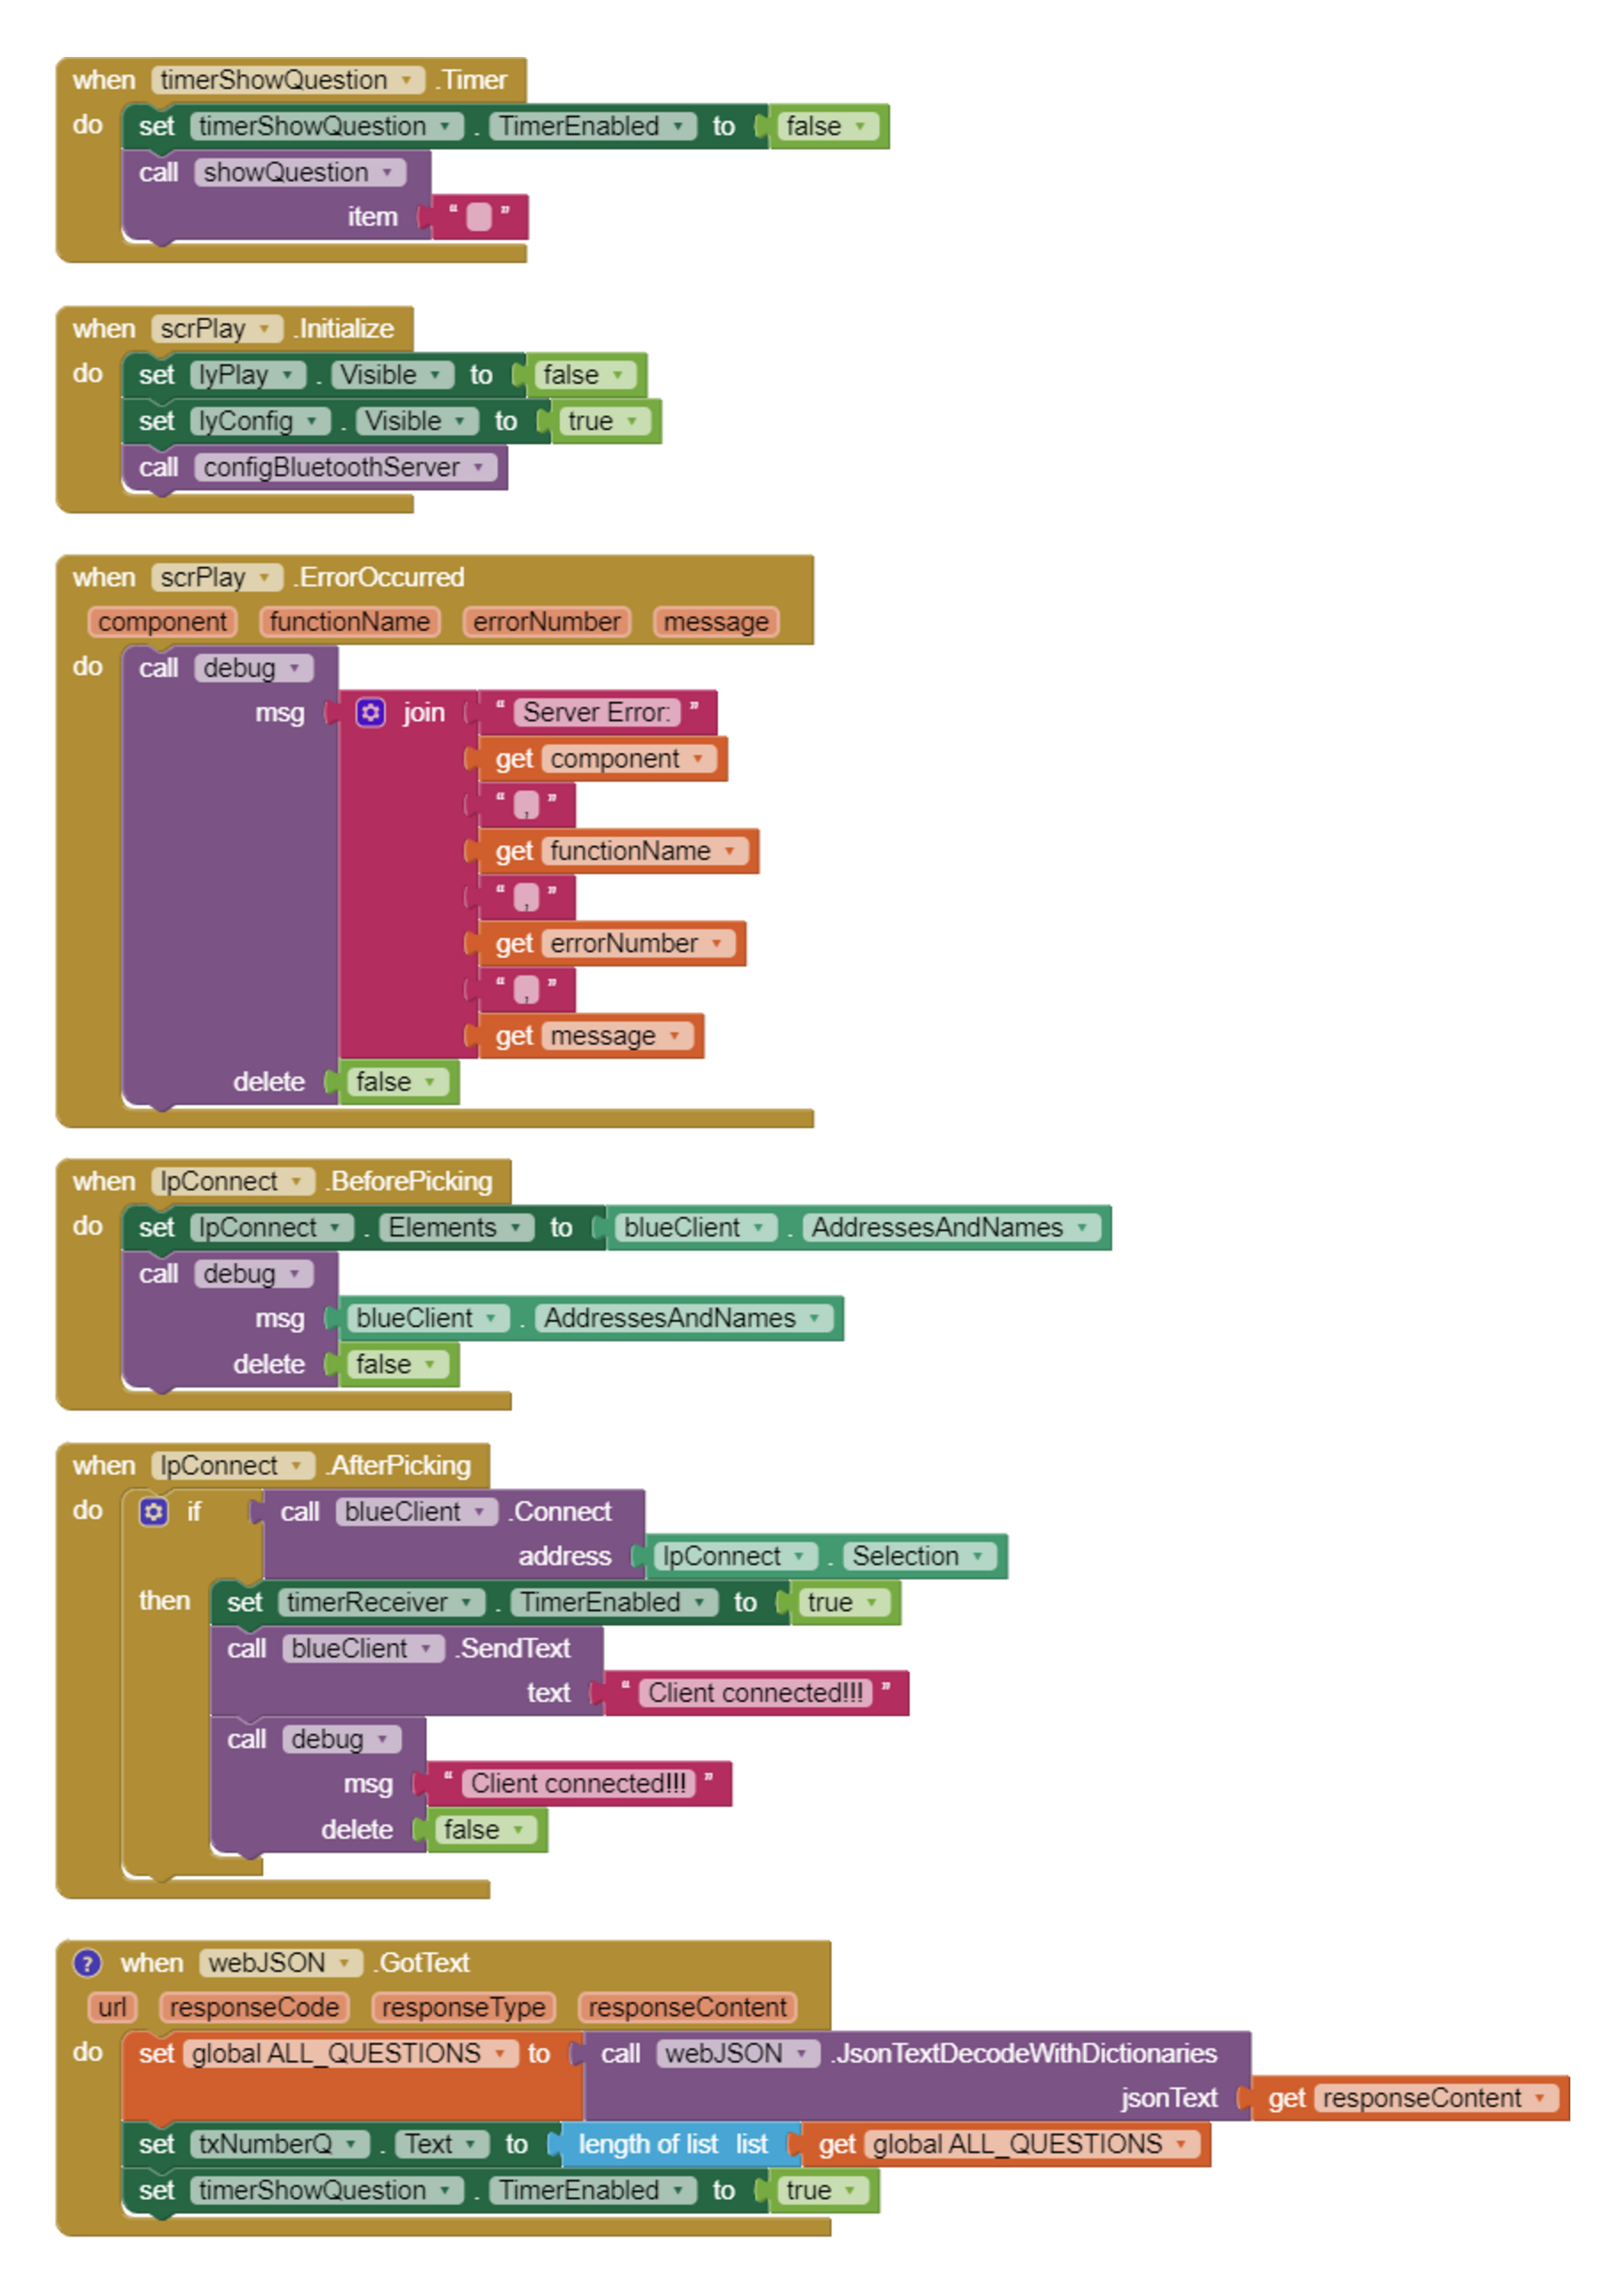 when timerShowQuestion .Timer
do set timerShowQuestion . TimerEnabled to false
call showQuestion
item " "
when scrPlay .Initialize
do set lyPlay . Visible to false
set lyConfig . Visible to true
call configBluetoothServer
when scrPlay .ErrorOccurred
component functionName errorNumber message
do call debug
msg join " Server Error: "
get component
" , "
get functionName
" , "
get errorNumber
" , "
get message
delete false
when lpConnect .BeforePicking
do set lpConnect . Elements to blueClient . AddressesAndNames
call debug
msg blueClient . AddressesAndNames
delete false
when lpConnect .AfterPicking
do if call blueClient .Connect
address lpConnect . Selection
then set timerReceiver . TimerEnabled to true
call blueClient .SendText
text " Client connected!!! "
call debug
msg " Client connected!!! "
delete false
? when webJSON .GotText
url responseCode responseType responseContent
do set global ALL_QUESTIONS to call webJSON .JsonTextDecodeWithDictionaries
jsonText get responseContent
set txNumberQ . Text to length of list list get global ALL_QUESTIONS
set timerShowQuestion . TimerEnabled to true